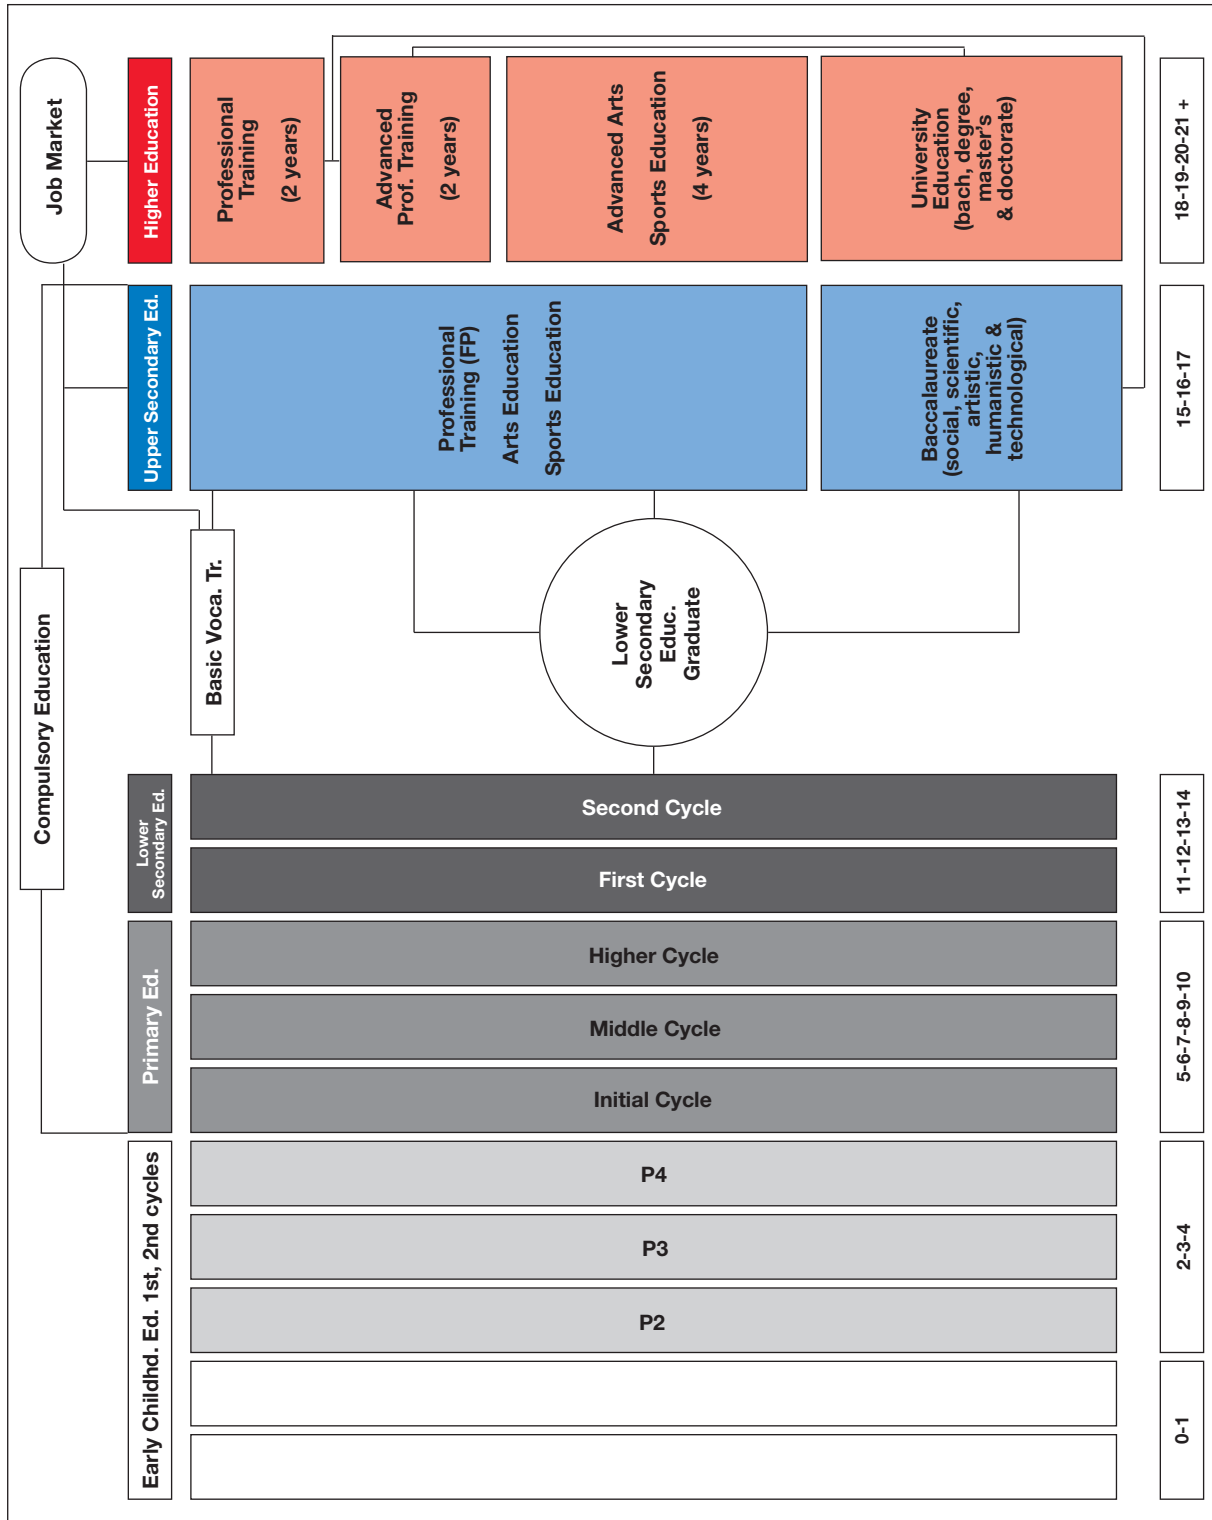 Job Market
Compulsory Education
Early Childhd. Ed. 1st, 2nd cycles
Primary Ed.
Lower
Secondary Ed.
Upper Secondary Ed.
Higher Education
P2
P3
P4
Initial Cycle
Middle Cycle
Higher Cycle
First Cycle
Second Cycle
Basic Voca. Tr.
Lower
Secondary
Educ.
Graduate
Professional
Training (FP)
Arts Education
Sports Education
Baccalaureate
(social, scientific,
artistic,
humanistic &
technological)
Professional
Training
(2 years)
Advanced
Prof. Training
(2 years)
Advanced Arts
Sports Education
(4 years)
University
Education
(bach, degree,
master's
& doctorate)
0-1
2-3-4
5-6-7-8-9-10
11-12-13-14
15-16-17
18-19-20-21 +